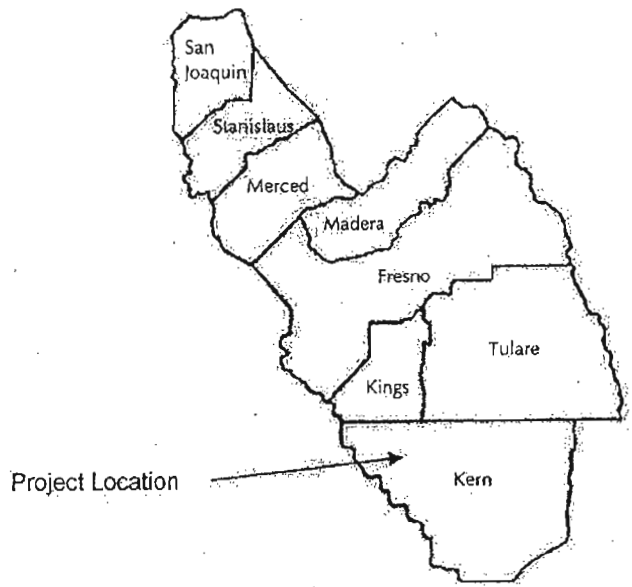 San
Joaquin
Stanislaus
Merced
Madera
Fresno
Tulare
Kings
Project Location
Kern